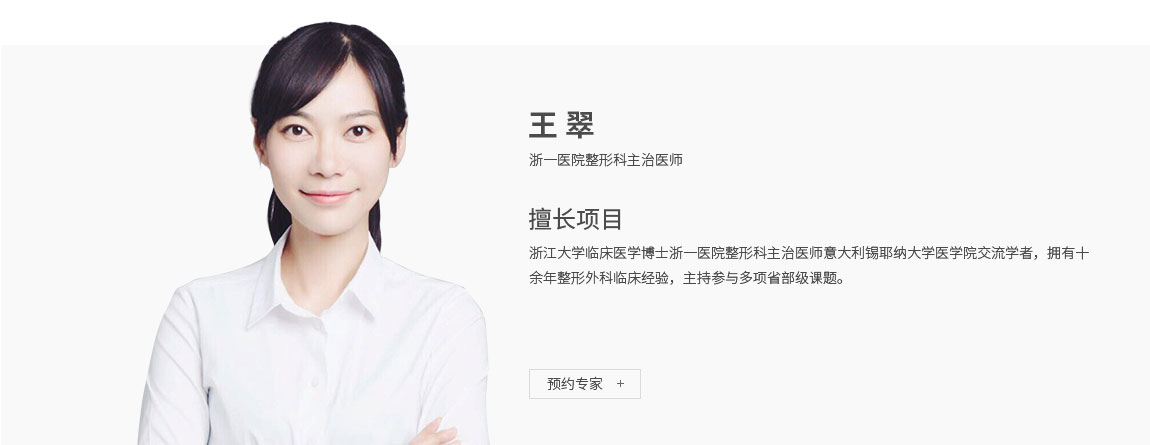 王 翠
浙一医院整形科主治医师
擅长项目
浙江大学临床医学博士浙一医院整形科主治医师意大利锡耶纳大学医学院交流学者，拥有十
余年整形外科临床经验，主持参与多项省部级课题。
预约专家 +